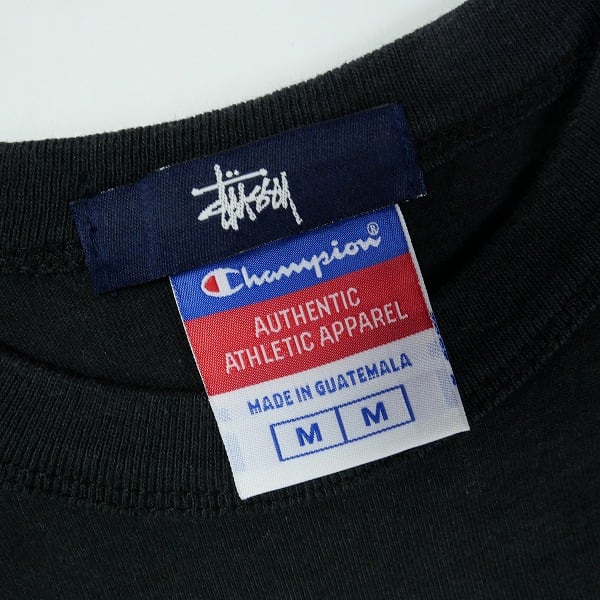 Stüssy
Champion®
AUTHENTIC
ATHLETIC APPAREL
MADE IN GUATEMALA
M M